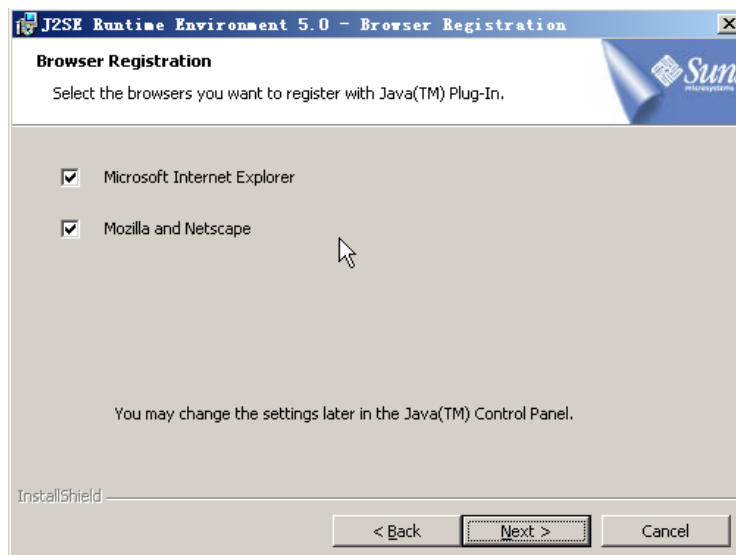 J2SE Runtime Environment 5.0 - Browser Registration
Browser Registration
Select the browsers you want to register with Java(TM) Plug-In.
Sun
microsystems
Microsoft Internet Explorer
Mozilla and Netscape
You may change the settings later in the Java(TM) Control Panel.
InstallShield
< Back
Next >
Cancel